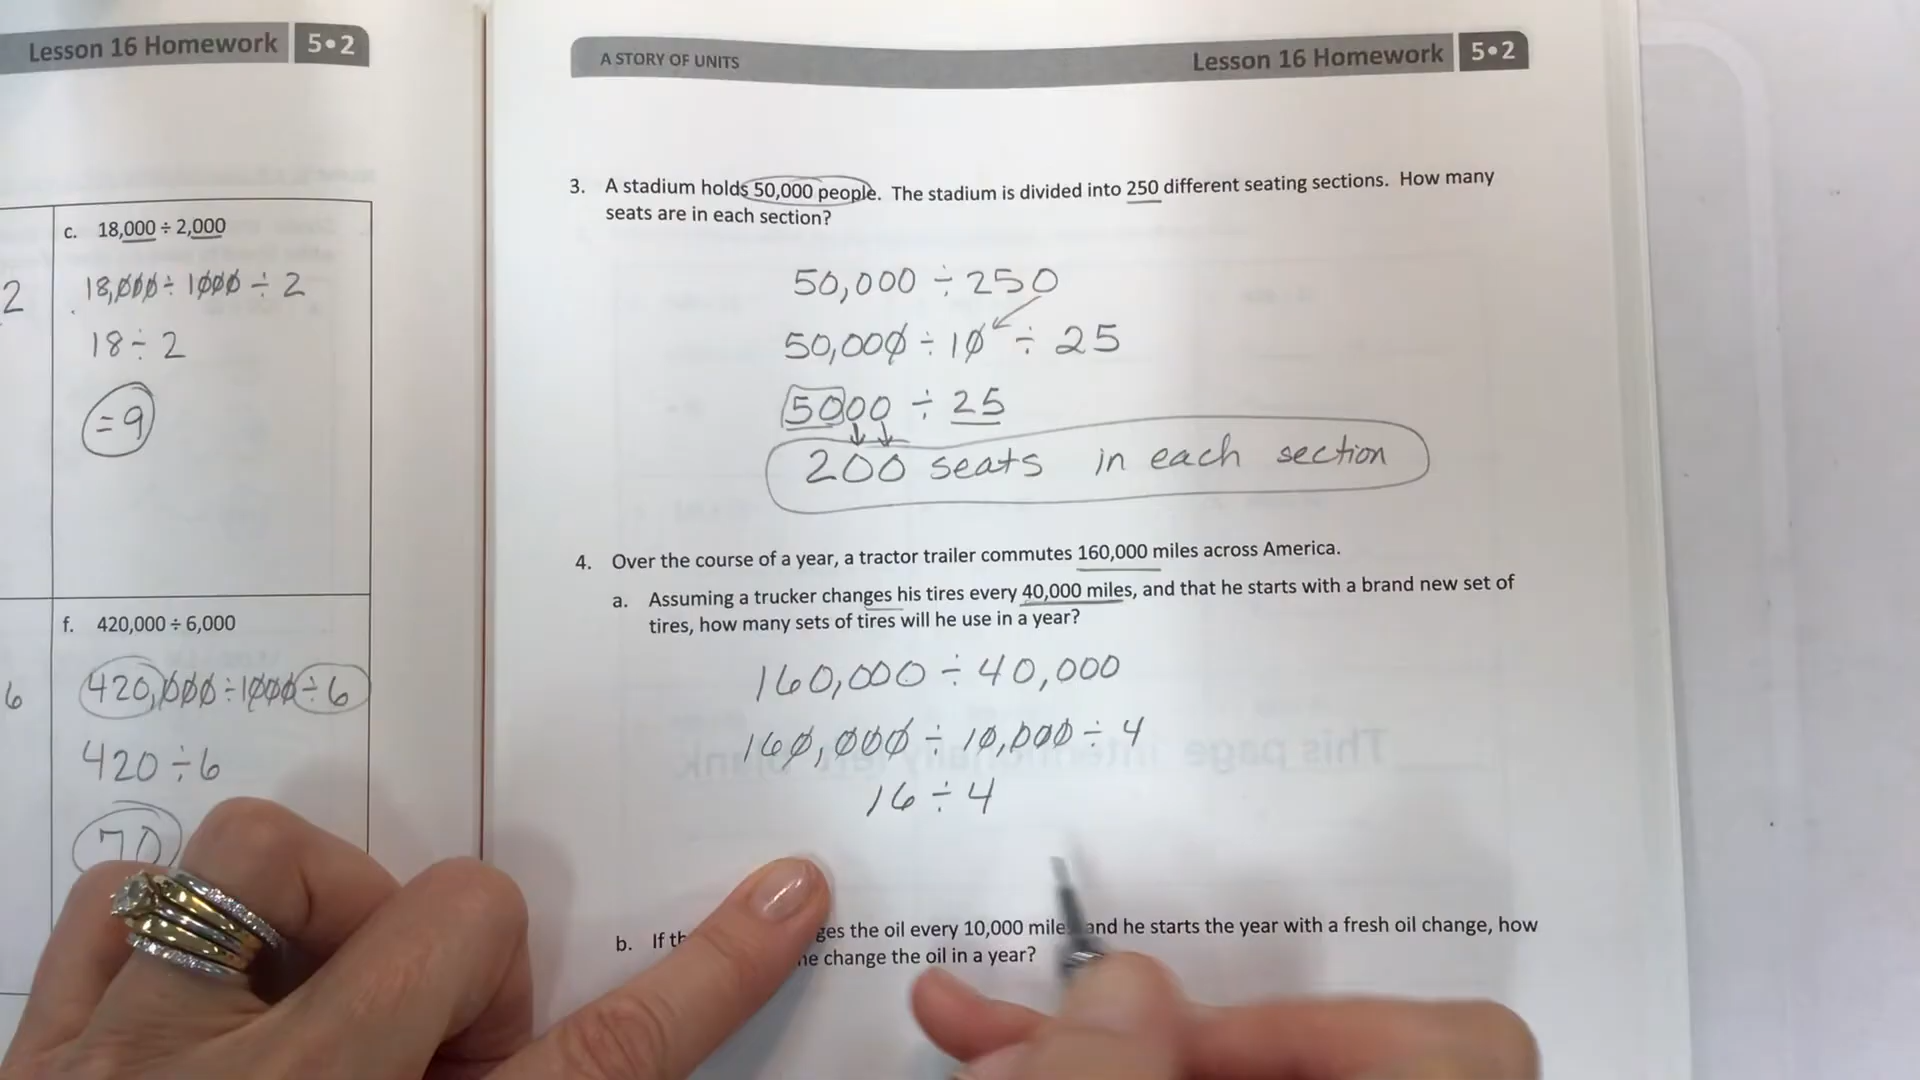 Lesson 16 Homework 5•2
c. 18,000 ÷ 2,000
18,000 ÷ 1000 ÷ 2
18 ÷ 2
= 9
2
f. 420,000 ÷ 6,000
420,000 ÷ 1000 ÷ 6
420 ÷ 6
70
6
A STORY OF UNITS Lesson 16 Homework 5•2
3. A stadium holds 50,000 people. The stadium is divided into 250 different seating sections. How many
seats are in each section?
50,000 ÷ 250
50,000 ÷ 10 ÷ 25
5000 ÷ 25
200 seats in each section
4. Over the course of a year, a tractor trailer commutes 160,000 miles across America.
a. Assuming a trucker changes his tires every 40,000 miles, and that he starts with a brand new set of
tires, how many sets of tires will he use in a year?
160,000 ÷ 40,000
160,000 ÷ 10,000 ÷ 4
16 ÷ 4
b. If the oil every 10,000 and he starts the year with a fresh oil change, how
change the oil in a year?